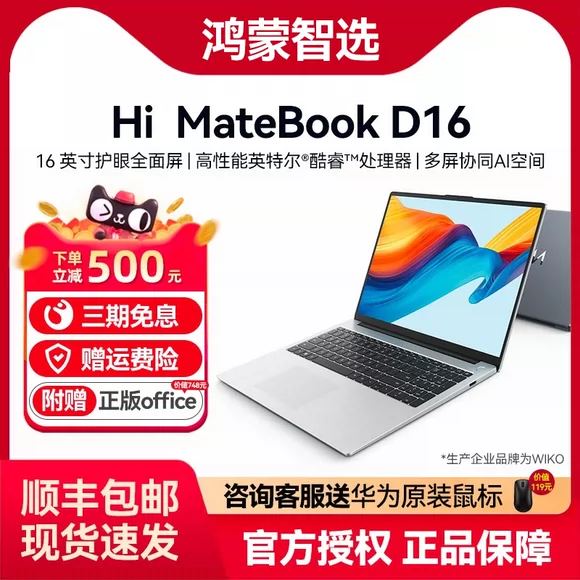 鸿蒙智选
Hi MateBook D16
16 英寸护眼全面屏 | 高性能英特尔®酷睿™处理器 | 多屏协同AI空间
下单
立减 500 元
三期免息
赠运费险
价值748元
附赠 正版office
*生产企业品牌为WIKO
顺丰包邮
现货速发
咨询客服送华为原装鼠标
价值
119元
官方授权 正品保障